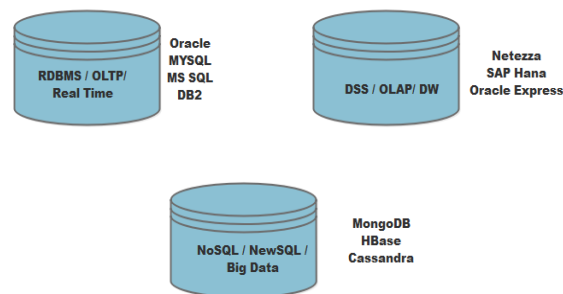 RDBMS / OLTP/
Real Time
Oracle
MYSQL
MS SQL
DB2
DSS / OLAP/ DW
Netezza
SAP Hana
Oracle Express
NoSQL / NewSQL /
Big Data
MongoDB
HBase
Cassandra